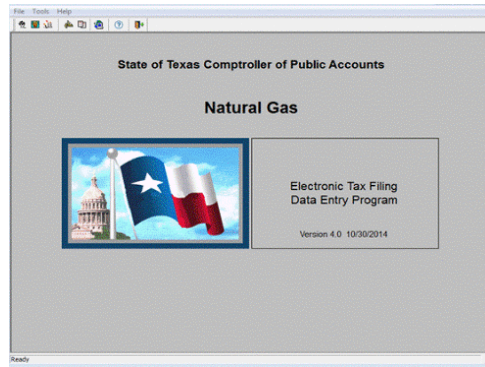 File Tools Help
State of Texas Comptroller of Public Accounts
Natural Gas
Electronic Tax Filing
Data Entry Program
Version 4.0 10/30/2014
Ready